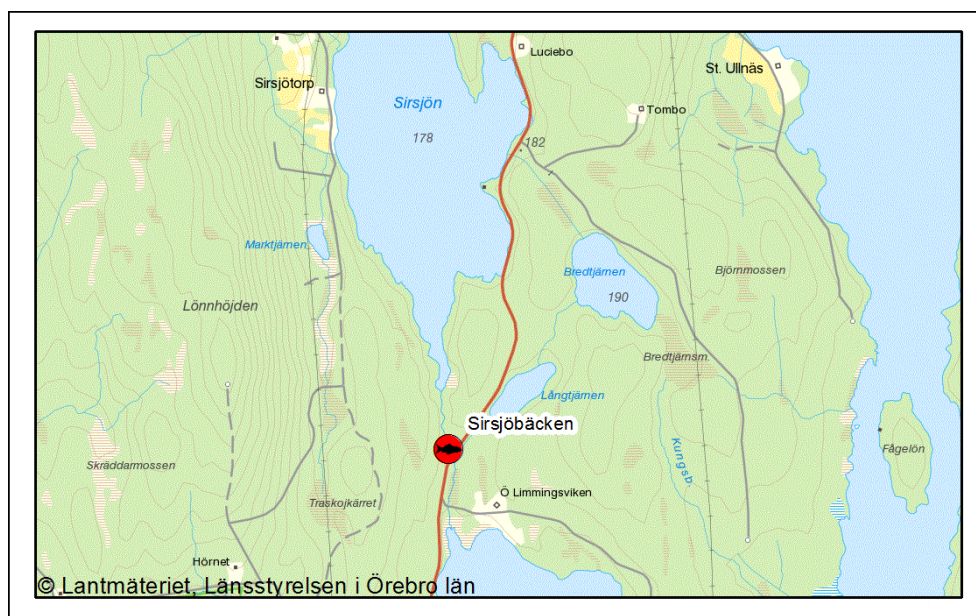 Luciebo
St. Ullnäs
Sirsjötorp
Sirsjön
Tombo
178
182
Marktjärnen
Bredtjärnen
Björnmossen
190
Lönnhöjden
Bredtjärnsm.
Långtjärnen
Sirsjöbäcken
Fågelön
Skräddarmossen
Kungsb.
Ö Limmingsviken
Traskojkärret
Hörnet
© Lantmäteriet, Länsstyrelsen i Örebro län